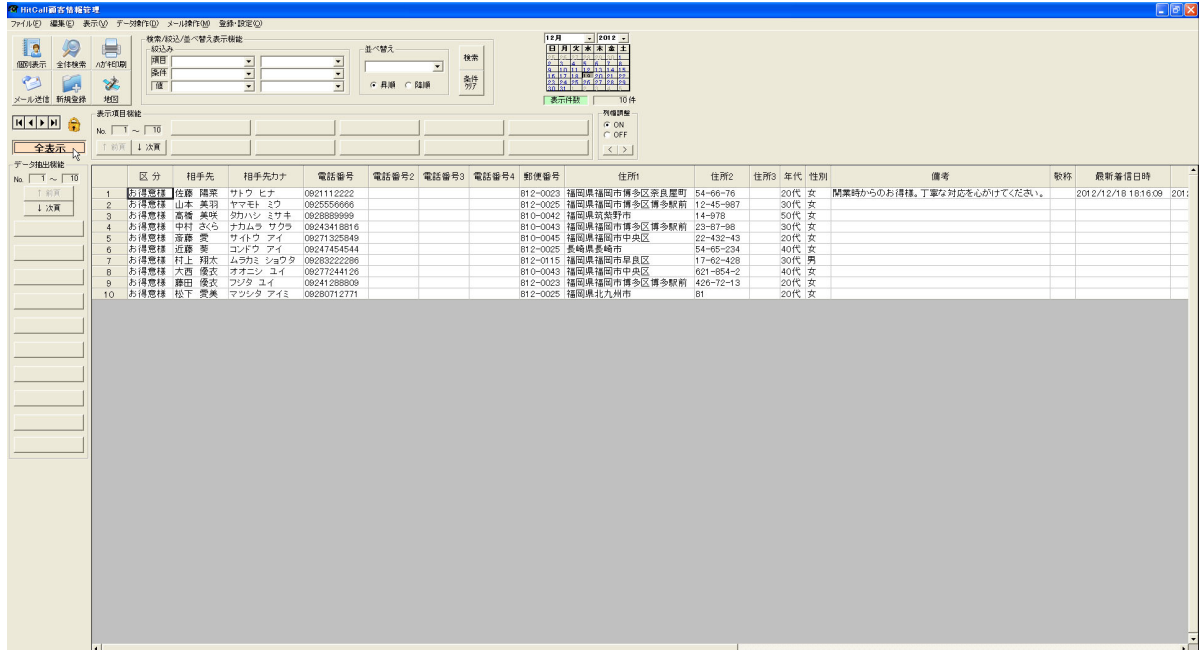 HitCall顧客情報管理
ファイル(F) 編集(E) 表示(V) データ操作(D) メール操作(M) 登録・設定(O)
検索/絞込/並べ替え表示機能
絞込み
項目
条件
値
並べ替え
昇順 降順
検索
条件クリア
個別表示 全体検索 ハガキ印刷
メール送信 新規登録 地図
12月 2012
日 月 火 水 木 金 土
表示件数 10 件
全表示
表示項目機能
No. 1 ～ 10
↑ 前頁 ↓ 次頁
列幅調整
ON
OFF
< >
データ抽出機能
No. 1 ～ 10
↑ 前頁
↓ 次頁
区分 相手先 相手先カナ 電話番号 電話番号2 電話番号3 電話番号4 郵便番号 住所1 住所2 住所3 年代 性別 備考 敬称 最新着信日時
1 お得意様 佐藤 陽菜 サトウ ヒナ 0921112222 812-0023 福岡県福岡市博多区奈良屋町 54-66-76 20代 女 開業時からのお得様。丁寧な対応を心がけてください。 2012/12/18 18:16:09 2012
2 お得意様 山本 美羽 ヤマモト ミウ 0925556666 812-0025 福岡県福岡市博多区博多駅前 12-45-987 30代 女
3 お得意様 高橋 美咲 タカハシ ミサキ 0928889999 810-0042 福岡県筑紫野市 14-978 50代 女
4 お得意様 中村 さくら ナカムラ サクラ 09243418816 810-0043 福岡県福岡市博多区博多駅前 23-87-98 30代 女
5 お得意様 斎藤 愛 サイトウ アイ 09271325849 810-0045 福岡県福岡市中央区 22-432-43 20代 女
6 お得意様 近藤 葵 コンドウ アイ 09247454544 812-0025 長崎県長崎市 54-65-234 40代 女
7 お得意様 村上 翔太 ムラカミ ショウタ 09283222286 812-0115 福岡県福岡市早良区 17-62-428 30代 男
8 お得意様 大西 優衣 オオニシ ユイ 09277244126 810-0043 福岡県福岡市中央区 621-854-2 40代 女
9 お得意様 藤田 優衣 フジタ ユイ 09241288809 812-0023 福岡県福岡市博多区博多駅前 426-72-13 20代 女
10 お得意様 松下 愛美 マツシタ アイミ 09280712771 812-0025 福岡県北九州市 81 20代 女